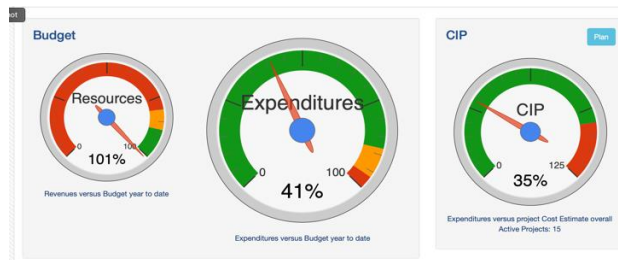 ot
Budget
Resources
0 100
101%
Revenues versus Budget year to date
Expenditures
0 100
41%
Expenditures versus Budget year to date
CIP
Plan
CIP
0 125
35%
Expenditures versus project Cost Estimate overall
Active Projects: 15